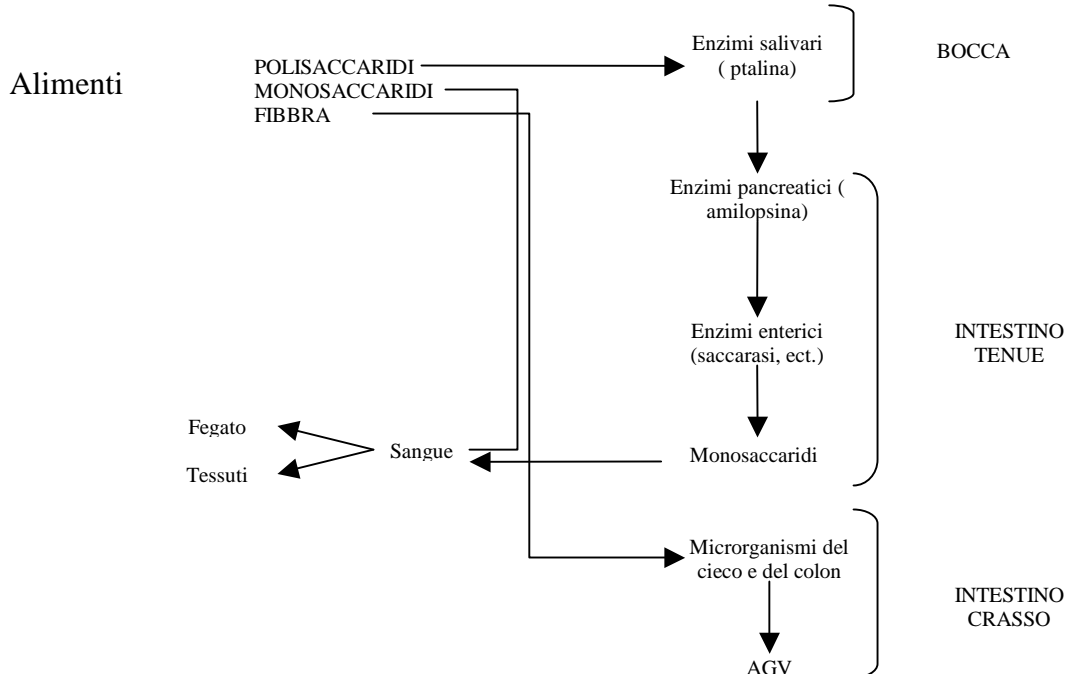 Enzimi salivari
( ptalina)
BOCCA
Alimenti
POLISACCARIDI
MONOSACCARIDI
FIBBRA
Enzimi pancreatici (
amilopsina)
Enzimi enterici
(saccarasi, ect.)
INTESTINO
TENUE
Fegato
Tessuti
Sangue
Monosaccaridi
Microrganismi del
cieco e del colon
INTESTINO
CRASSO
AGV